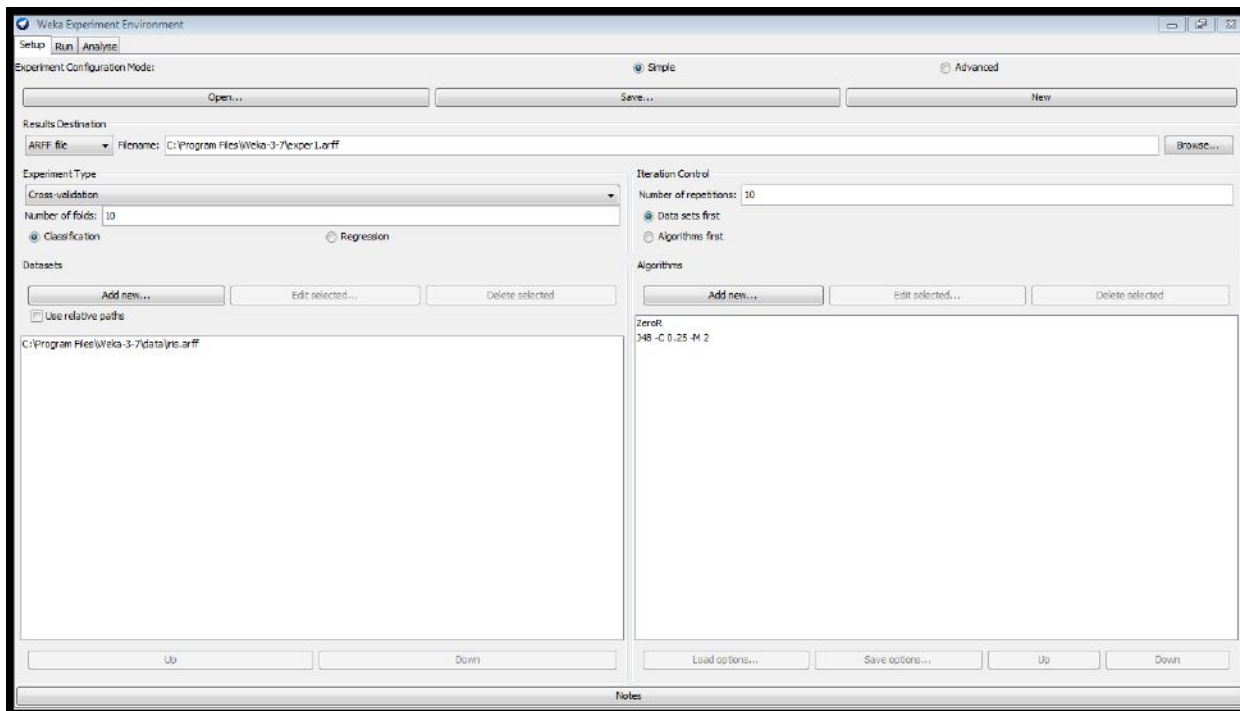 Weka Experiment Environment
Setup Run Analyse
Experiment Configuration Mode: Simple Advanced
Open... Save... New
Results Destination
ARFF file Filename: C:\Program Files\Weka-3-7\exper1.arff Browse...
Experiment Type Iteration Control
Cross-validation Number of repetitions: 10
Number of folds: 10 Data sets first
Classification Regression Algorithms first
Datasets Algorithms
Add new... Edit selected... Delete selected Add new... Edit selected... Delete selected
Use relative paths
ZeroR
C:\Program Files\Weka-3-7\data\iris.arff J48 -C 0.25 -M 2
Up Down Load options... Save options... Up Down
Notes